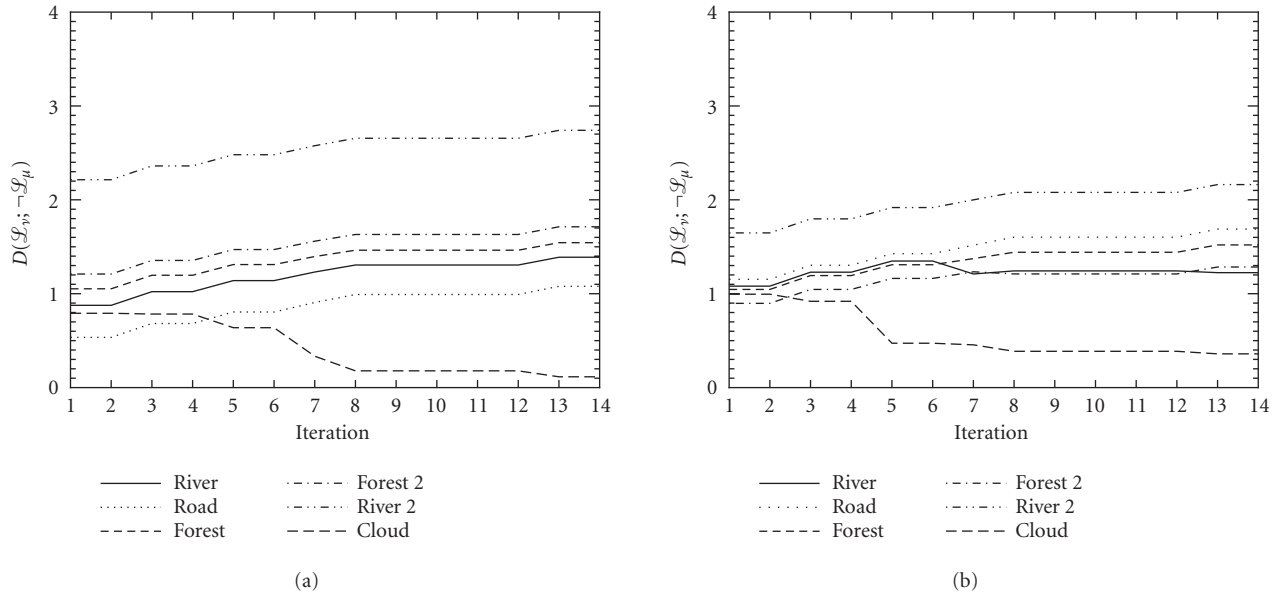 4
3
2
1
0
D(ℒν; ¬ℒμ)
1 2 3 4 5 6 7 8 9 10 11 12 13 14
Iteration
River
Road
Forest
Forest 2
River 2
Cloud
(a)
4
3
2
1
0
D(ℒν; ¬ℒμ)
1 2 3 4 5 6 7 8 9 10 11 12 13 14
Iteration
River
Road
Forest
Forest 2
River 2
Cloud
(b)